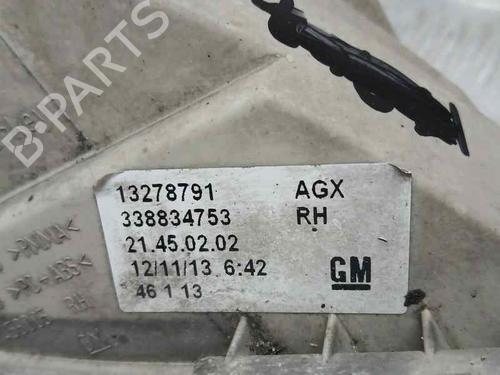 B-PARTS
13278791 AGX
338834753 RH
21.45.02.02
12/11/13 6:42 GM
46 1 13